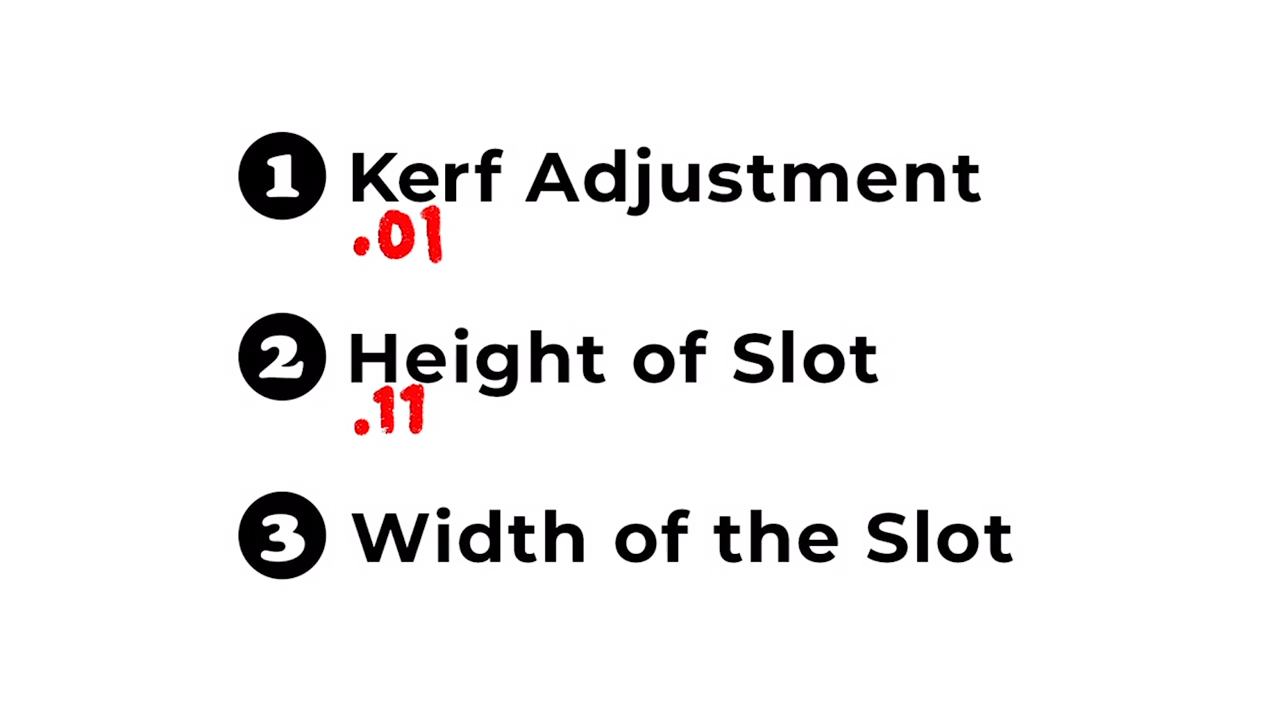 1 Kerf Adjustment
.01
2 Height of Slot
.11
3 Width of the Slot